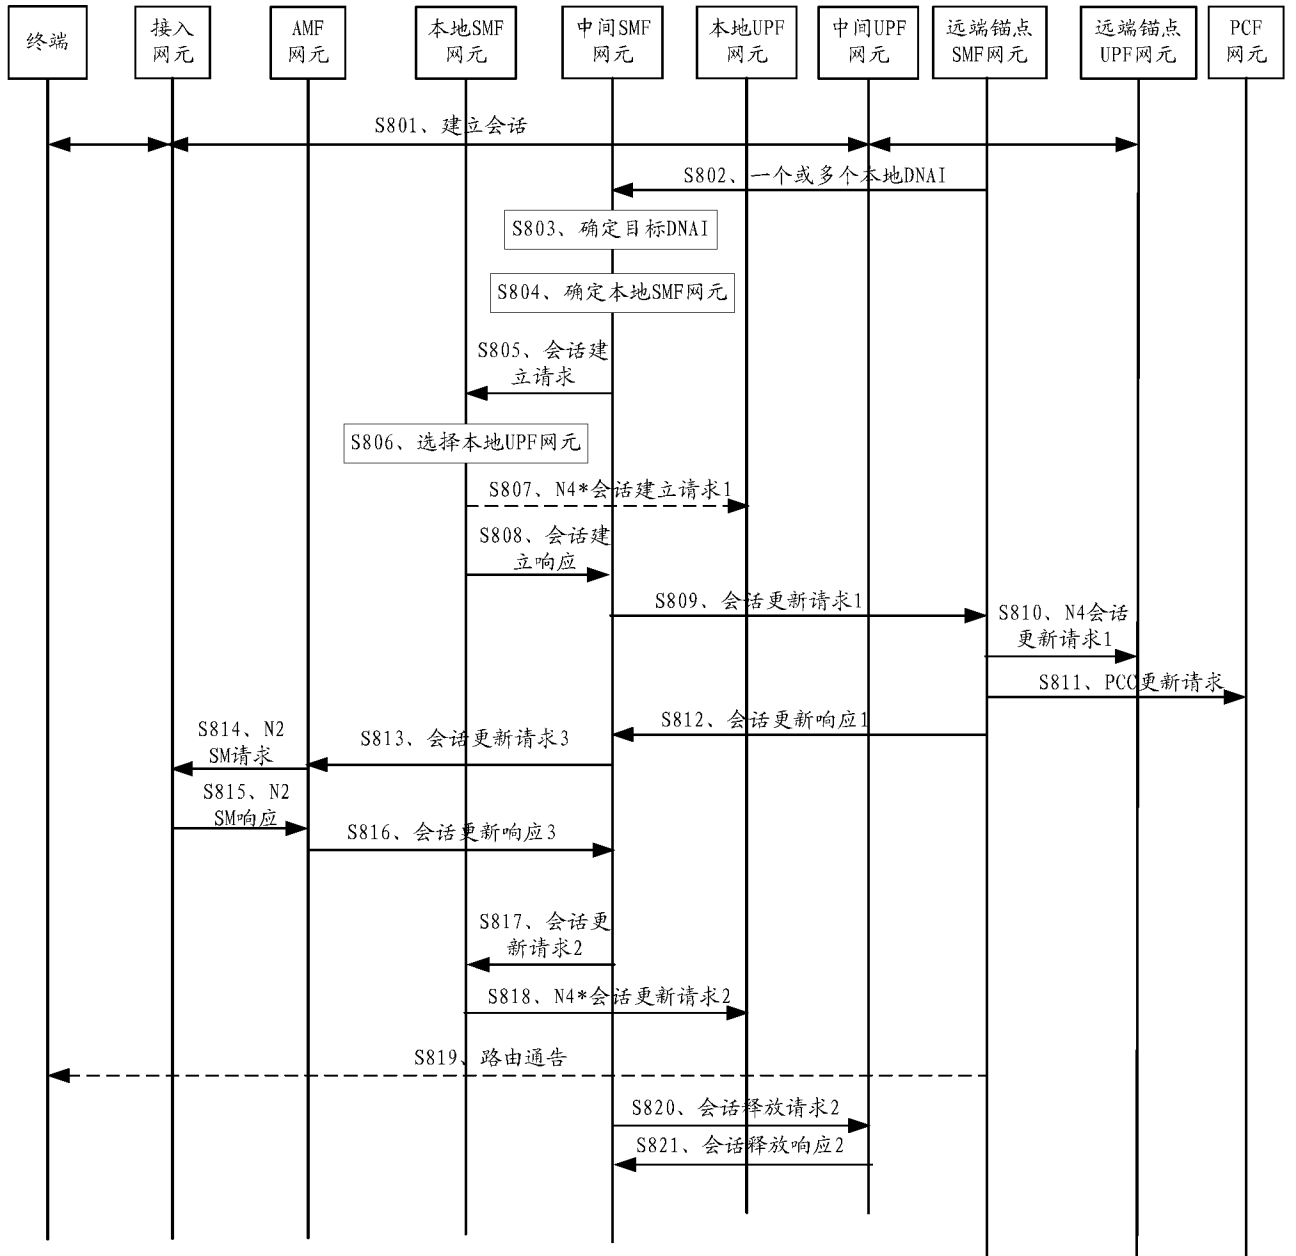 终端
接入
网元
AMF
网元
本地SMF
网元
中间SMF
网元
本地UPF
网元
中间UPF
网元
远端锚点
SMF网元
远端锚点
UPF网元
PCF
网元
S801、建立会话
S802、一个或多个本地DNAI
S803、确定目标DNAI
S804、确定本地SMF网元
S805、会话建
立请求
S806、选择本地UPF网元
S807、N4*会话建立请求1
S808、会话建
立响应
S809、会话更新请求1
S810、N4会话
更新请求1
S811、PCC更新请求
S812、会话更新响应1
S813、会话更新请求3
S814、N2
SM请求
S815、N2
SM响应
S816、会话更新响应3
S817、会话更
新请求2
S818、N4*会话更新请求2
S819、路由通告
S820、会话释放请求2
S821、会话释放响应2